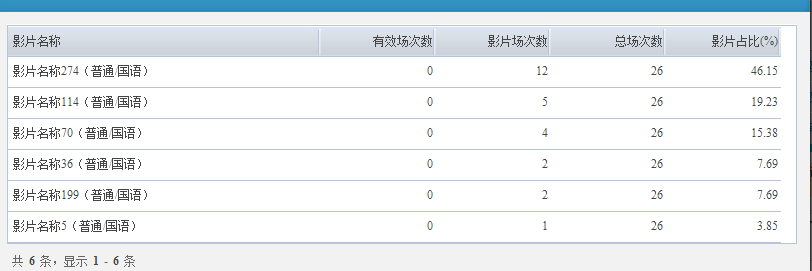 影片名称 有效场次数 影片场次数 总场次数 影片占比(%)
影片名称274（普通/国语） 0 12 26 46.15
影片名称114（普通/国语） 0 5 26 19.23
影片名称70（普通/国语） 0 4 26 15.38
影片名称36（普通/国语） 0 2 26 7.69
影片名称199（普通/国语） 0 2 26 7.69
影片名称5（普通/国语） 0 1 26 3.85
共 6 条，显示 1 - 6 条